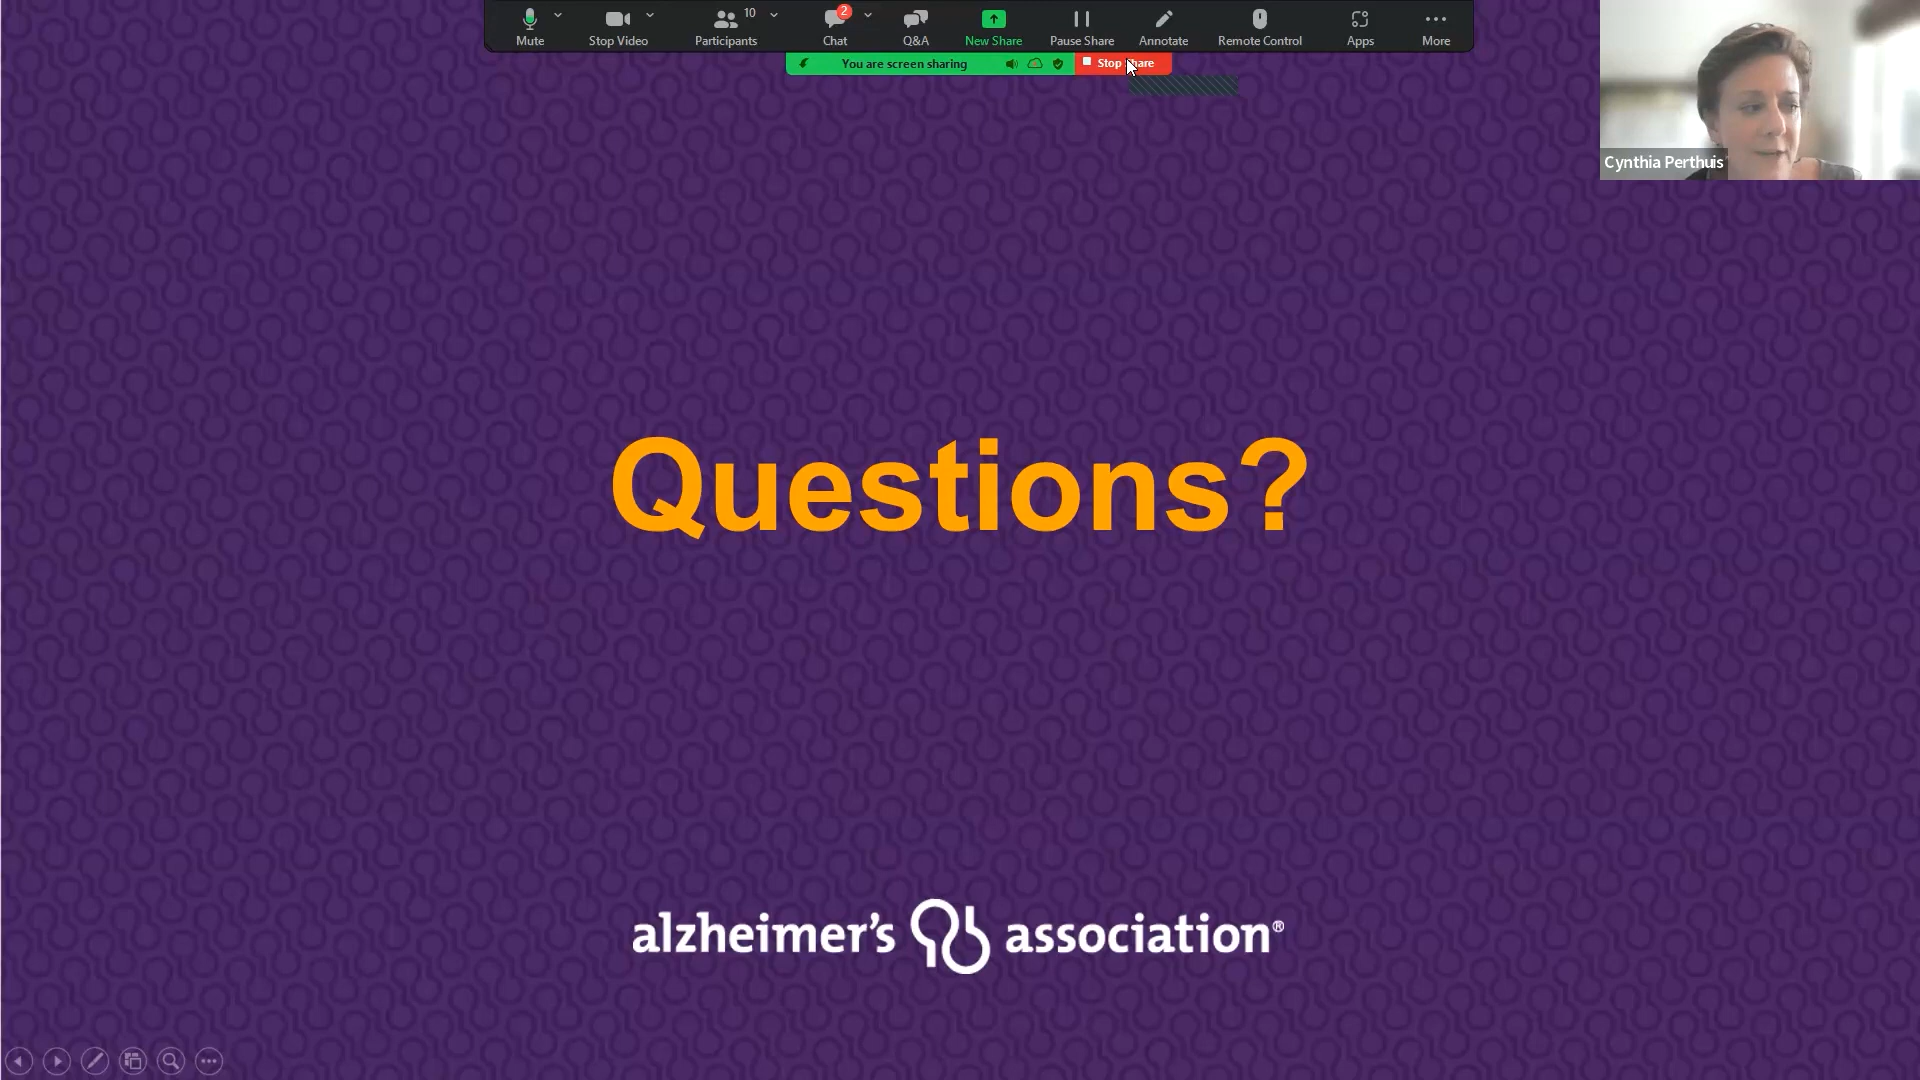 Mute
Stop Video
Participants
10
Chat
2
Q&A
New Share
Pause Share
Annotate
Remote Control
Apps
More
You are screen sharing
Stop Share
Cynthia Perthuis
Questions?
alzheimer's association®